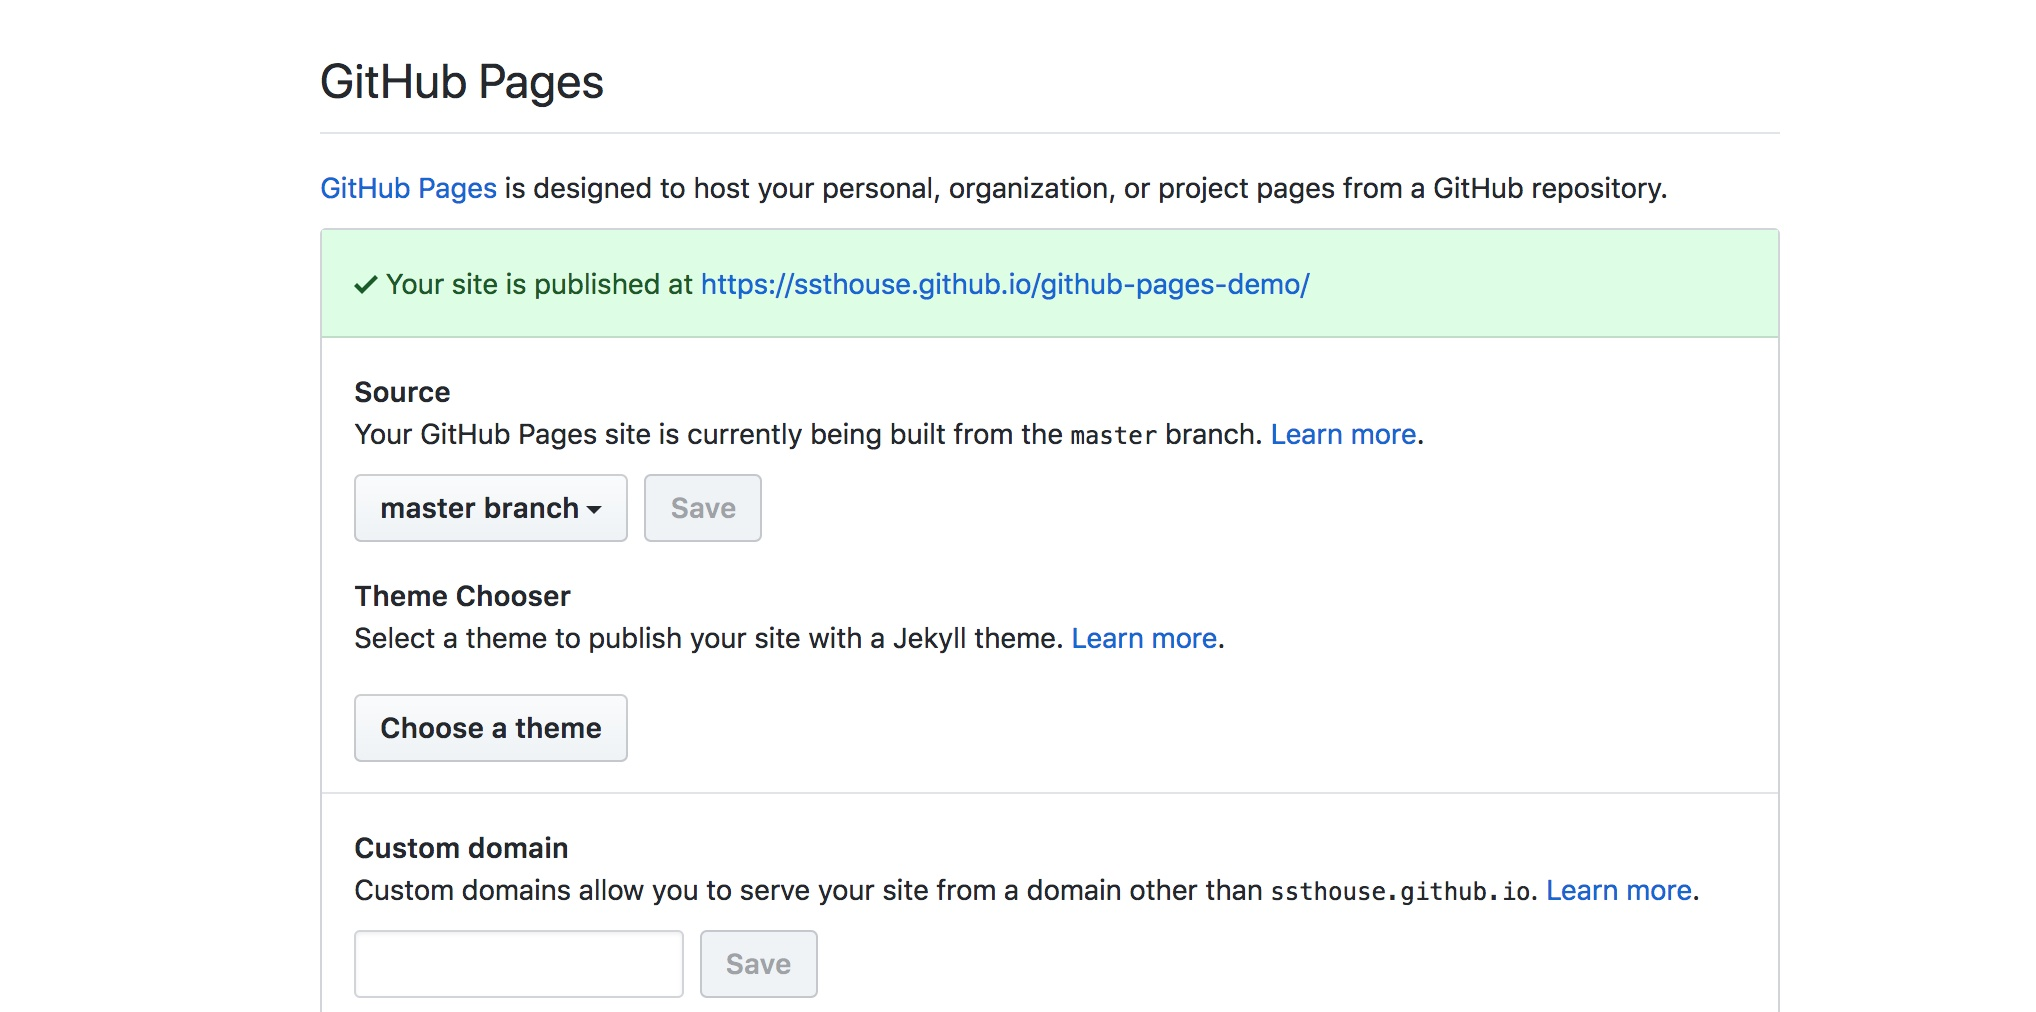 GitHub Pages
GitHub Pages is designed to host your personal, organization, or project pages from a GitHub repository.
Your site is published at https://ssthouse.github.io/github-pages-demo/
Source
Your GitHub Pages site is currently being built from the master branch. Learn more.
master branch Save
Theme Chooser
Select a theme to publish your site with a Jekyll theme. Learn more.
Choose a theme
Custom domain
Custom domains allow you to serve your site from a domain other than ssthouse.github.io. Learn more.
Save